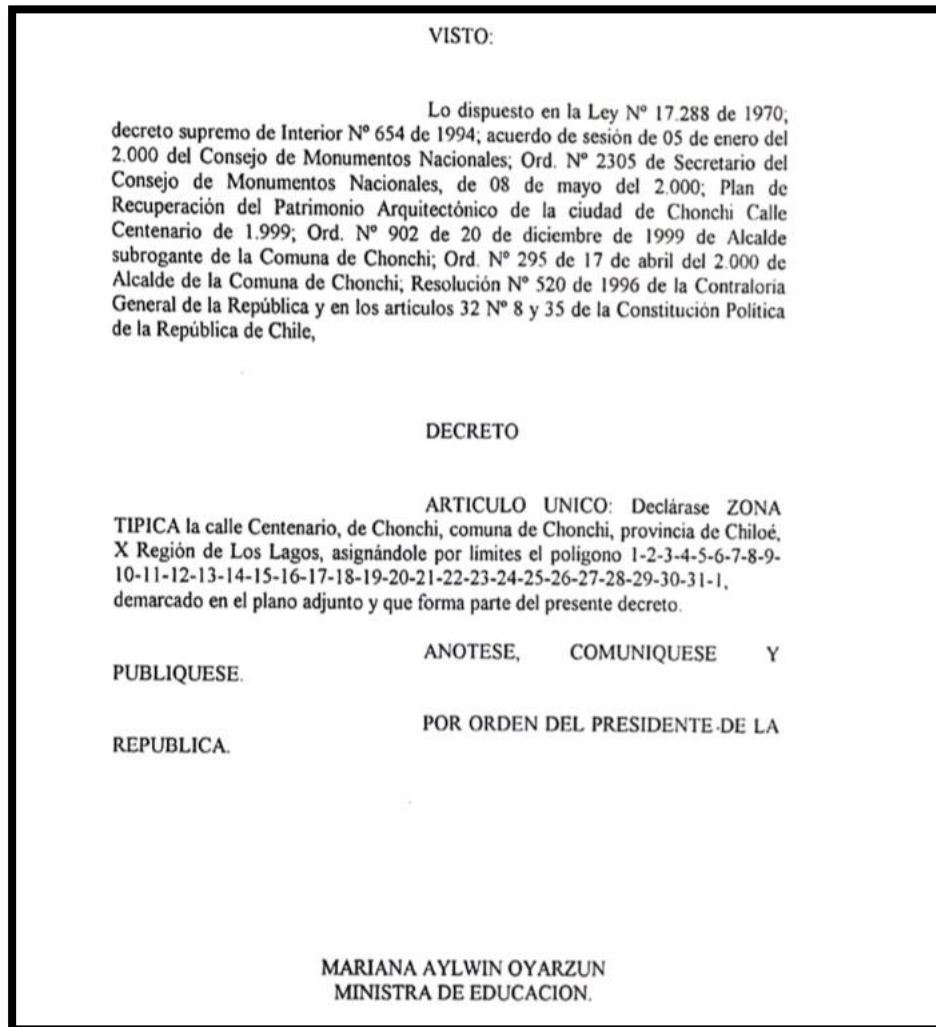 VISTO:
Lo dispuesto en la Ley Nº 17.288 de 1970;
decreto supremo de Interior Nº 654 de 1994; acuerdo de sesión de 05 de enero del
2.000 del Consejo de Monumentos Nacionales; Ord. Nº 2305 de Secretario del
Consejo de Monumentos Nacionales, de 08 de mayo del 2.000; Plan de
Recuperación del Patrimonio Arquitectónico de la ciudad de Chonchi Calle
Centenario de 1.999; Ord. Nº 902 de 20 de diciembre de 1999 de Alcalde
subrogante de la Comuna de Chonchi; Ord. Nº 295 de 17 de abril del 2.000 de
Alcalde de la Comuna de Chonchi; Resolución Nº 520 de 1996 de la Contraloría
General de la República y en los artículos 32 Nº 8 y 35 de la Constitución Política
de la República de Chile,
DECRETO
ARTICULO UNICO: Declárase ZONA
TIPICA la calle Centenario, de Chonchi, comuna de Chonchi, provincia de Chiloé,
X Región de Los Lagos, asignándole por límites el polígono 1-2-3-4-5-6-7-8-9-
10-11-12-13-14-15-16-17-18-19-20-21-22-23-24-25-26-27-28-29-30-31-1,
demarcado en el plano adjunto y que forma parte del presente decreto.
ANOTESE, COMUNIQUESE Y
PUBLIQUESE.
POR ORDEN DEL PRESIDENTE DE LA
REPUBLICA.
MARIANA AYLWIN OYARZUN
MINISTRA DE EDUCACION.